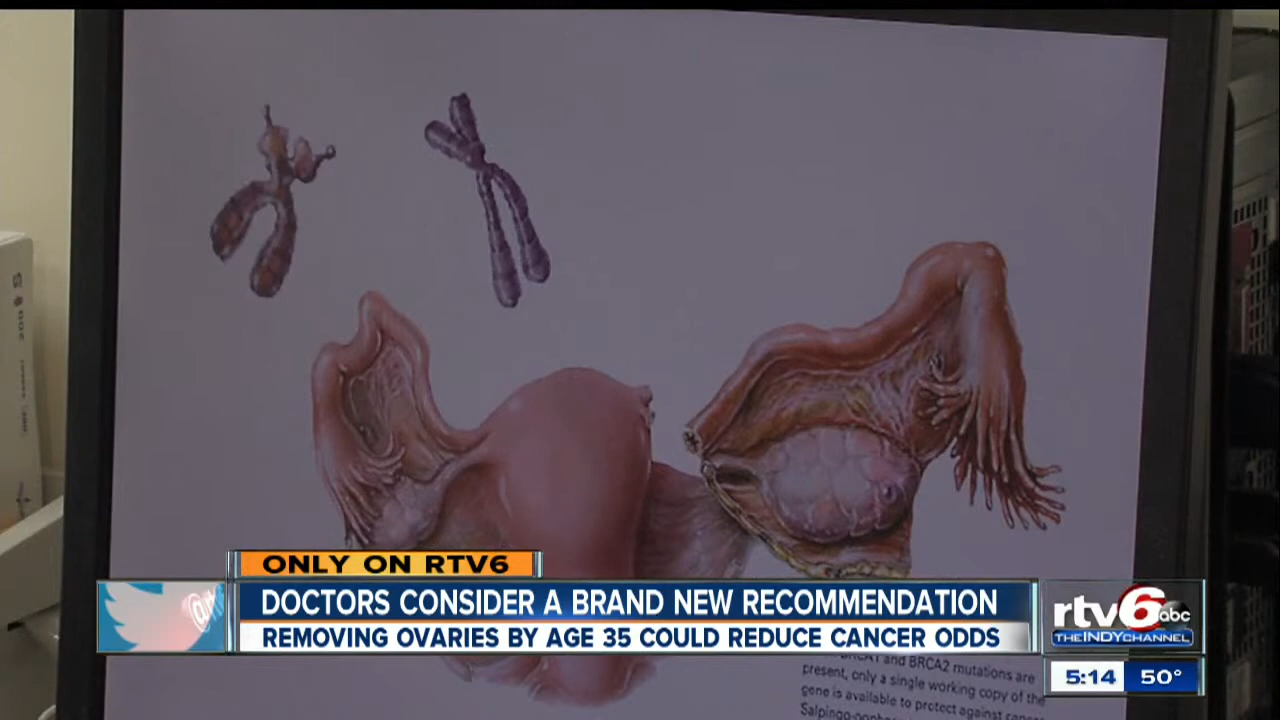 ONLY ON RTV6
DOCTORS CONSIDER A BRAND NEW RECOMMENDATION
REMOVING OVARIES BY AGE 35 COULD REDUCE CANCER ODDS
rtv6 abc
THEINDYCHANNEL
5:14 50°
and BRCA2 mutations are
present, only a single working copy of the
gene is available to protect against